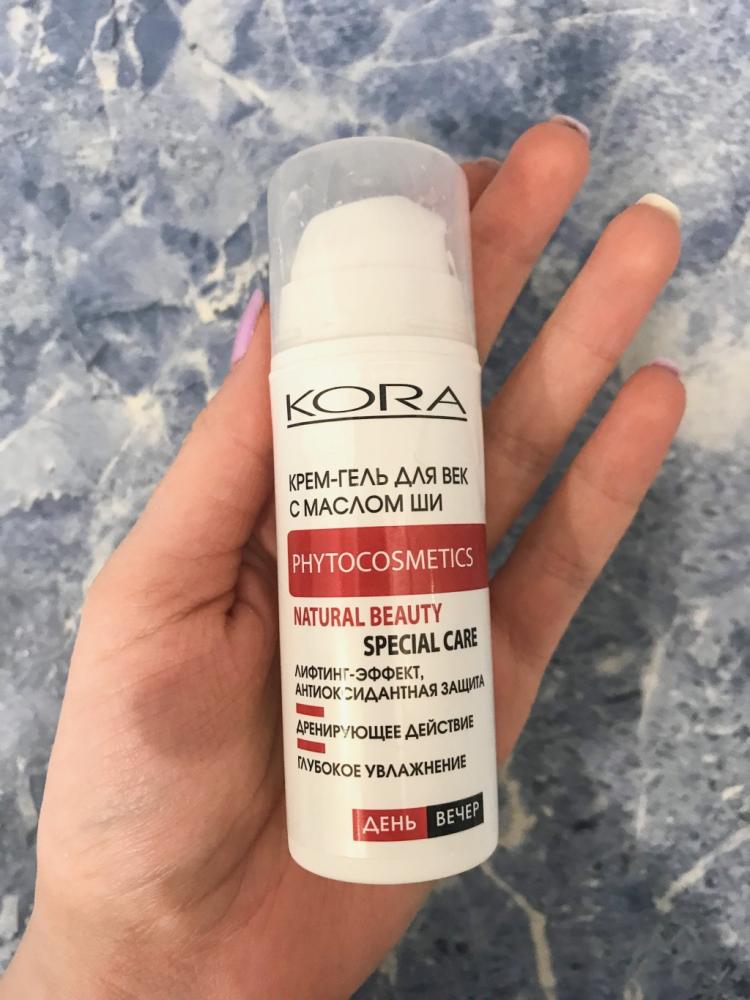 KORA
КРЕМ-ГЕЛЬ ДЛЯ ВЕК
С МАСЛОМ ШИ
PHYTOCOSMETICS
NATURAL BEAUTY
SPECIAL CARE
ЛИФТИНГ-ЭФФЕКТ,
АНТИОКСИДАНТНАЯ ЗАЩИТА
ДРЕНИРУЮЩЕЕ ДЕЙСТВИЕ
ГЛУБОКОЕ УВЛАЖНЕНИЕ
ДЕНЬ ВЕЧЕР